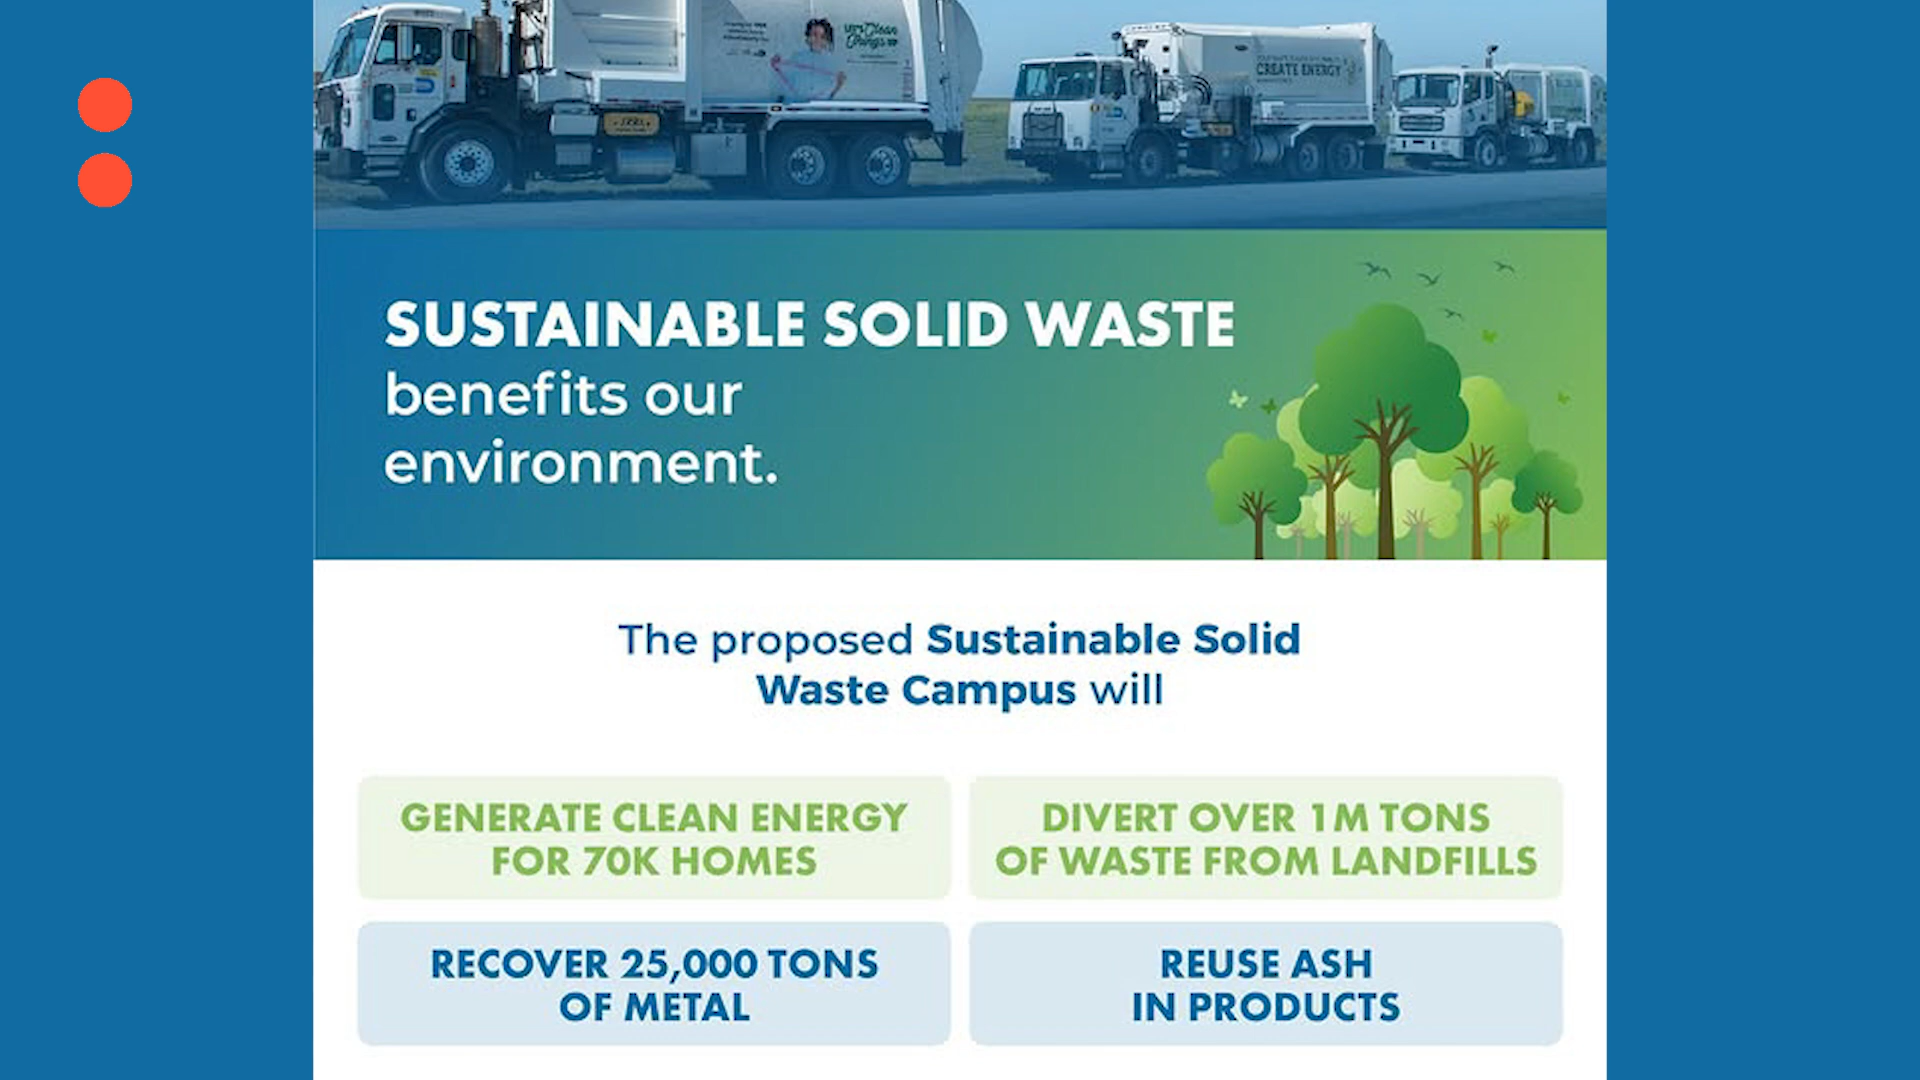 Clean
Things
CREATE ENERGY
SUSTAINABLE SOLID WASTE
benefits our
environment.
The proposed Sustainable Solid
Waste Campus will
GENERATE CLEAN ENERGY
FOR 70K HOMES
DIVERT OVER 1M TONS
OF WASTE FROM LANDFILLS
RECOVER 25,000 TONS
OF METAL
REUSE ASH
IN PRODUCTS